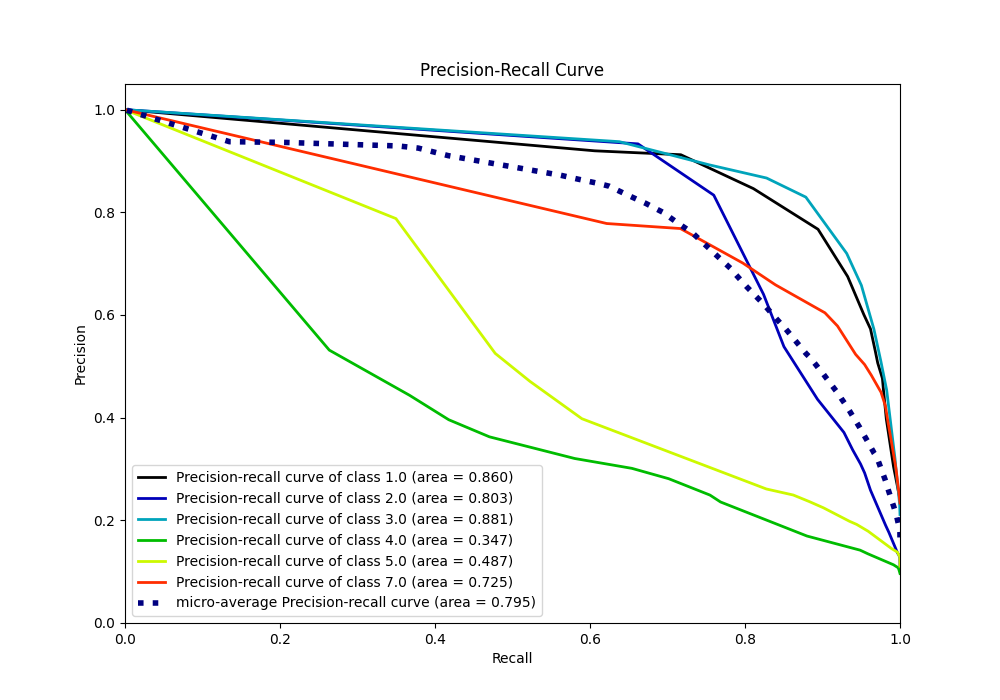 Precision-Recall Curve
1.0
0.8
0.6
0.4
0.2
0.0
Precision
Precision-recall curve of class 1.0 (area = 0.860)
Precision-recall curve of class 2.0 (area = 0.803)
Precision-recall curve of class 3.0 (area = 0.881)
Precision-recall curve of class 4.0 (area = 0.347)
Precision-recall curve of class 5.0 (area = 0.487)
Precision-recall curve of class 7.0 (area = 0.725)
micro-average Precision-recall curve (area = 0.795)
0.0 0.2 0.4 0.6 0.8 1.0
Recall